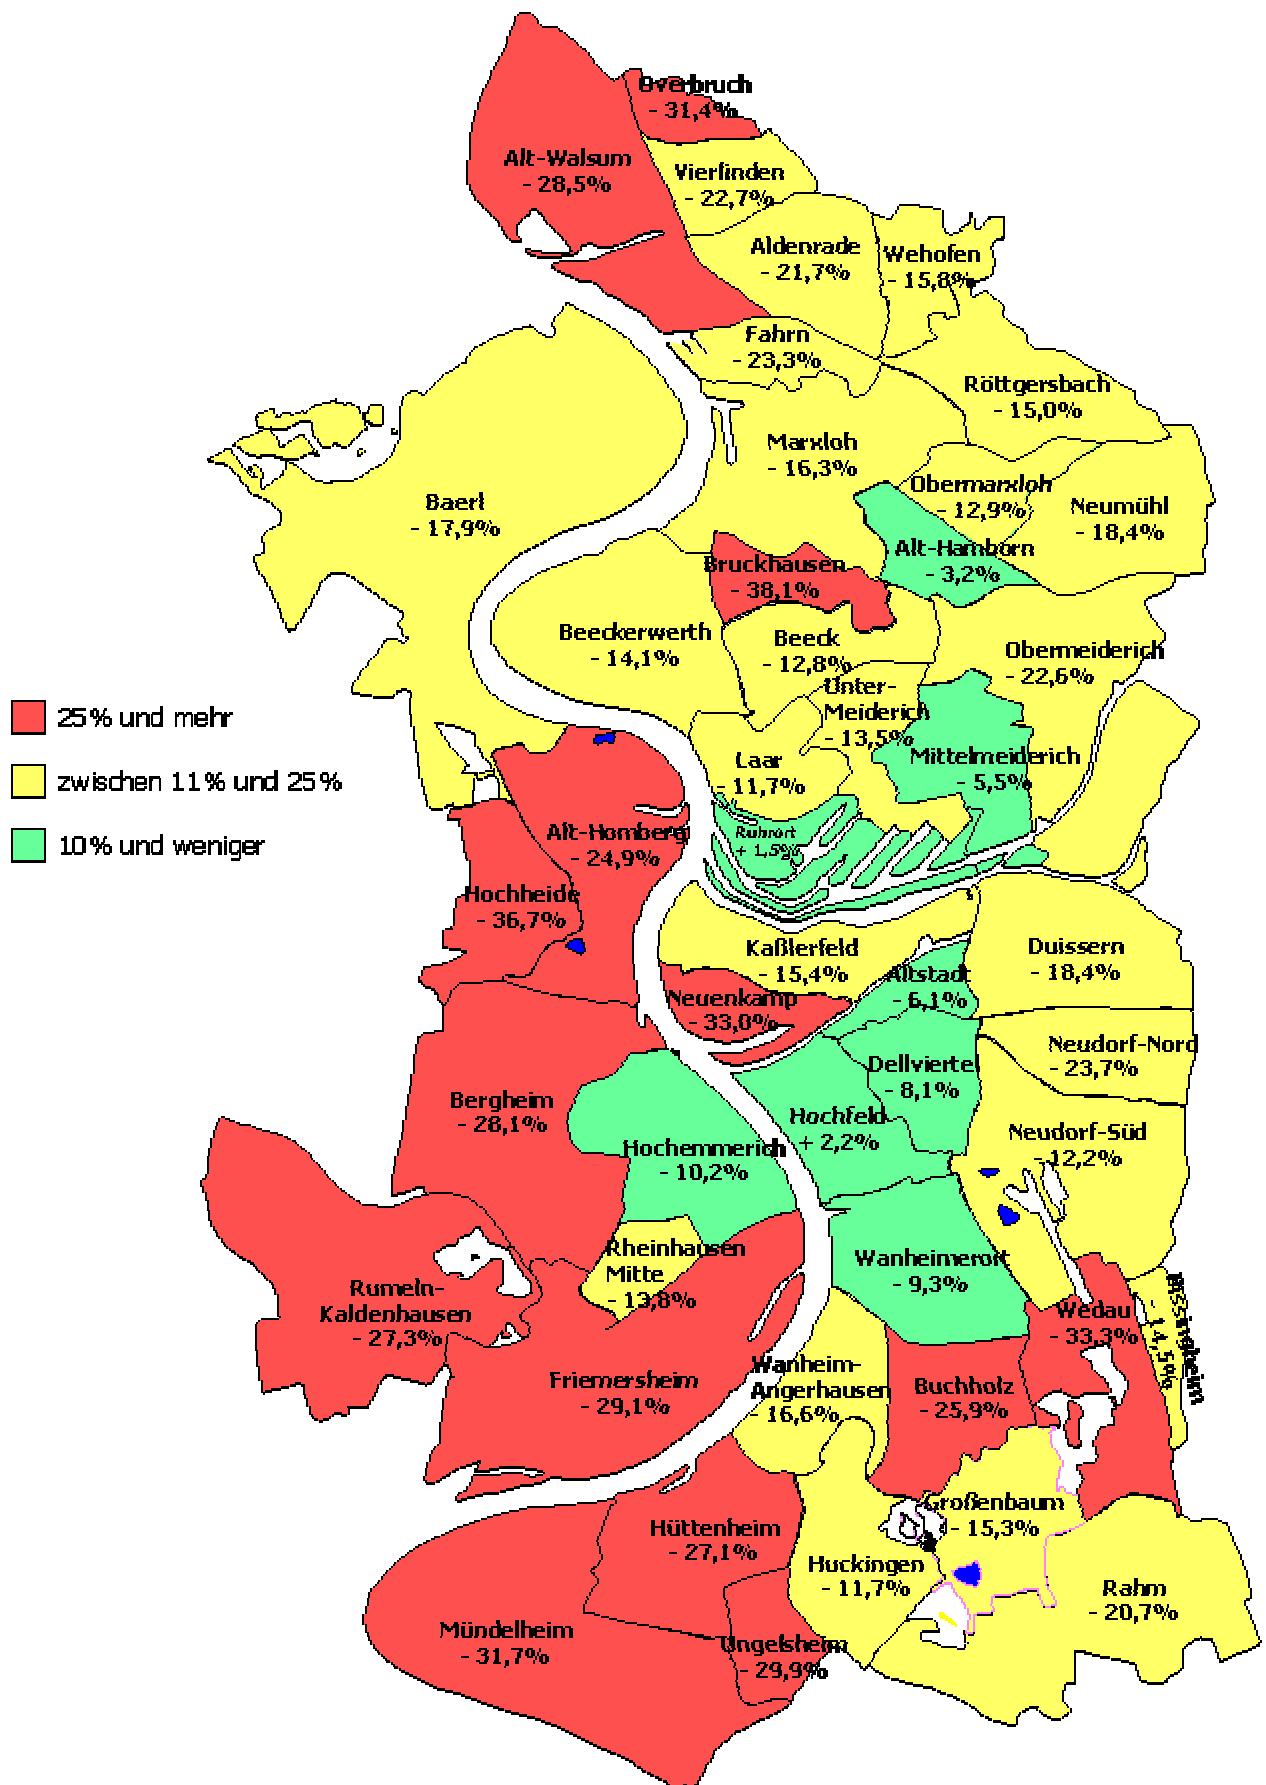 Overbruch
- 31,4%
Alt-Walsum
- 28,5%
Vierlinden
- 22,7%
Aldenrade
- 21,7%
Wehofen
- 15,8%
Fahrn
- 23,3%
Röttgersbach
- 15,0%
Marxloh
- 16,3%
Obermarxloh
- 12,9%
Neumühl
- 18,4%
Baerl
- 17,9%
Alt-Hamborn
- 3,2%
Bruckhausen
- 38,1%
Beeckerwerth
- 14,1%
Beeck
- 12,8%
Obermeiderich
- 22,6%
Unter-
Meiderich
- 13,5%
25% und mehr
zwischen 11% und 25%
10% und weniger
Laar
- 11,7%
Mittelmeiderich
- 5,5%
Ruhrort
+ 1,5%
Alt-Homberg
- 24,9%
Hochheide
- 36,7%
Kaßlerfeld
- 15,4%
Duissern
- 18,4%
Altstadt
- 6,1%
Neuenkamp
- 33,0%
Neudorf-Nord
- 23,7%
Dellviertel
- 8,1%
Bergheim
- 28,1%
Hochfeld
+ 2,2%
Neudorf-Süd
- 12,2%
Hochemmerich
- 10,2%
Rheinhausen
Mitte
- 13,8%
Wanheimerort
- 9,3%
Rumeln-
Kaldenhausen
- 27,3%
Wedau
- 33,3%
Bissingheim
- 14,5%
Friemersheim
- 29,1%
Wanheim-
Angerhausen
- 16,6%
Buchholz
- 25,9%
Großenbaum
- 15,3%
Hüttenheim
- 27,1%
Huckingen
- 11,7%
Rahm
- 20,7%
Mündelheim
- 31,7%
Ungelsheim
- 29,9%